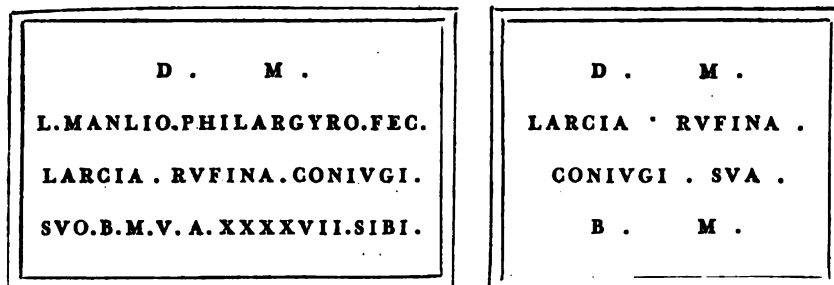 D . M .
L.MANLIO.PHILARGYRO.FEC.
LARCIA . RVFINA.CONIVGI.
SVO.B.M.V.A.XXXXVII.SIBI.
D . M .
LARCIA · RVFINA .
CONIVGI . SVA .
B . M .